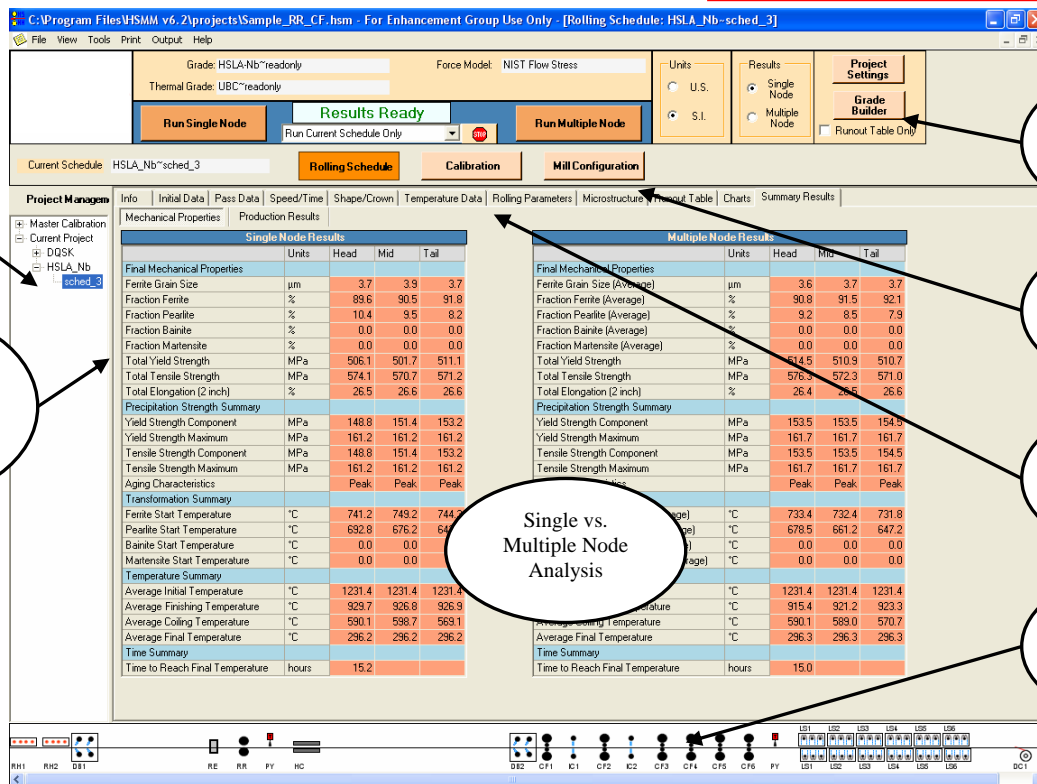 C:\Program Files\HSMM v6.2\projects\Sample_RR_CF.hsm - For Enhancement Group Use Only - [Rolling Schedule: HSLA_Nb~sched_3]
File View Tools Print Output Help
Grade: HSLA-Nb~readonly Force Model: NIST Flow Stress
Thermal Grade: UBC~readonly
Run Single Node
Results Ready
Run Current Schedule Only
STOP
Run Multiple Node
Units
U.S.
S.I.
Results
Single Node
Multiple Node
Project Settings
Grade Builder
Runout Table Only
Current Schedule HSLA_Nb~sched_3 Rolling Schedule Calibration Mill Configuration
Project Managem
Master Calibration
Current Project
DQSK
HSLA_Nb
sched_3
Info Initial Data Pass Data Speed/Time Shape/Crown Temperature Data Rolling Parameters Microstructure Runout Table Charts Summary Results
Mechanical Properties Production Results
Single Node Results
Units Head Mid Tail
Final Mechanical Properties
Ferrite Grain Size µm 3.7 3.9 3.7
Fraction Ferrite % 89.6 90.5 91.8
Fraction Pearlite % 10.4 9.5 8.2
Fraction Bainite % 0.0 0.0 0.0
Fraction Martensite % 0.0 0.0 0.0
Total Yield Strength MPa 506.1 501.7 511.1
Total Tensile Strength MPa 574.1 570.7 571.2
Total Elongation (2 inch) % 26.5 26.6 26.6
Precipitation Strength Summary
Yield Strength Component MPa 148.8 151.4 153.2
Yield Strength Maximum MPa 161.2 161.2 161.2
Tensile Strength Component MPa 148.8 151.4 153.2
Tensile Strength Maximum MPa 161.2 161.2 161.2
Aging Characteristics Peak Peak Peak
Transformation Summary
Ferrite Start Temperature °C 741.2 749.2 744.
Pearlite Start Temperature °C 692.8 676.2 64
Bainite Start Temperature °C 0.0 0.0
Martensite Start Temperature °C 0.0 0.0
Temperature Summary
Average Initial Temperature °C 1231.4 1231.4 1231.4
Average Finishing Temperature °C 929.7 926.8 926.9
Average Coiling Temperature °C 590.1 598.7 569.1
Average Final Temperature °C 296.2 296.2 296.2
Time Summary
Time to Reach Final Temperature hours 15.2
Multiple Node Results
Units Head Mid Tail
Final Mechanical Properties
Ferrite Grain Size (Average) µm 3.6 3.7 3.7
Fraction Ferrite (Average) % 90.8 91.5 92.1
Fraction Pearlite (Average) % 9.2 8.5 7.9
Fraction Bainite (Average) % 0.0 0.0 0.0
Fraction Martensite (Average) % 0.0 0.0 0.0
Total Yield Strength MPa 514.5 510.9 510.7
Total Tensile Strength MPa 576.3 572.3 571.0
Total Elongation (2 inch) % 26.4 26.5 26.6
Precipitation Strength Summary
Yield Strength Component MPa 153.5 153.5 154.5
Yield Strength Maximum MPa 161.7 161.7 161.7
Tensile Strength Component MPa 153.5 153.5 154.5
Tensile Strength Maximum MPa 161.7 161.7 161.7
Peak Peak Peak
°C 733.4 732.4 731.8
°C 678.5 661.2 647.2
°C 0.0 0.0 0.0
°C 0.0 0.0 0.0
°C 1231.4 1231.4 1231.4
°C 915.4 921.2 923.3
Average Coiling Temperature °C 590.1 589.0 570.7
Average Final Temperature °C 296.3 296.3 296.3
Time Summary
Time to Reach Final Temperature hours 15.0
Single vs.
Multiple Node
Analysis
LS1 LS2 LS3 LS4 LS5 LS6
RH1 RH2 DB1 RE RR PY HC DB2 CF1 IC1 CF2 IC2 CF3 CF4 CF5 CF6 PY LS1 LS2 LS3 LS4 LS5 LS6 DC1